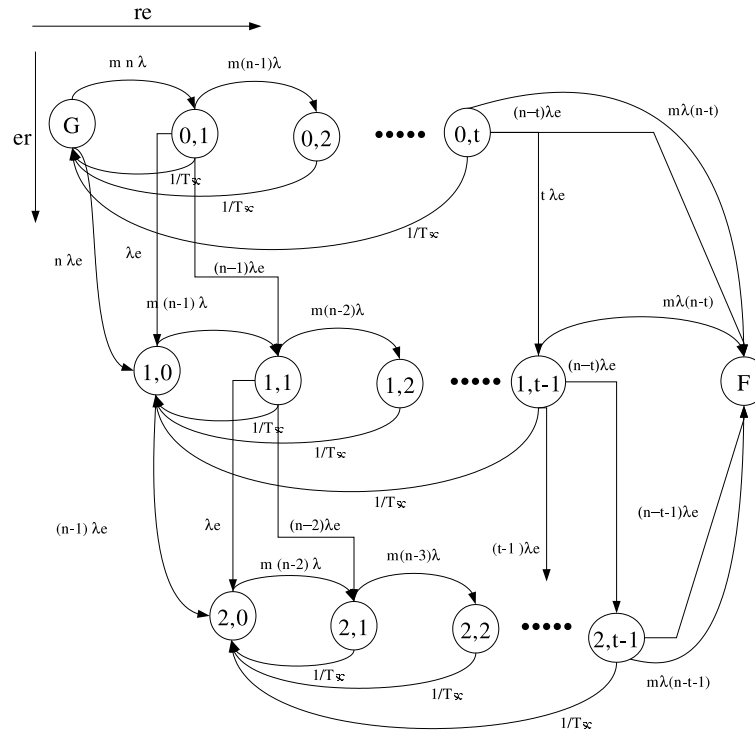 re
er
m n λ
m(n-1)λ
(n−t)λe
mλ(n-t)
G
0,1
0,2
0,t
1/Tsc
1/Tsc
1/Tsc
t λe
n λe
λe
(n−1)λe
m (n-1) λ
m(n-2)λ
mλ(n-t)
1,0
1,1
1,2
1,t-1
(n−t)λe
F
1/Tsc
1/Tsc
1/Tsc
(n-1) λe
λe
(n−2)λe
(t-1 )λe
(n−t-1)λe
m (n-2) λ
m(n-3)λ
2,0
2,1
2,2
2,t-1
1/Tsc
1/Tsc
mλ(n-t-1)
1/Tsc